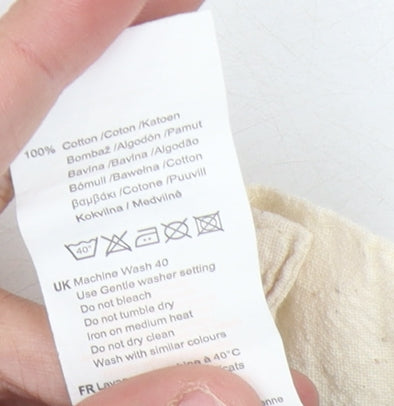 100% Cotton /Coton /Katoen
Bombaž /Algodón /Pamut
Bavlna /Bavlna /Algodão
Bömull /Bawełna /Cotton
βαμβάκι /Cotone /Puuvill
Kokvilna / Medvilnė
40°
UK Machine Wash 40
Use Gentle washer setting
Do not bleach
Do not tumble dry
Iron on medium heat
Do not dry clean
Wash with similar colours
FR à 40°C